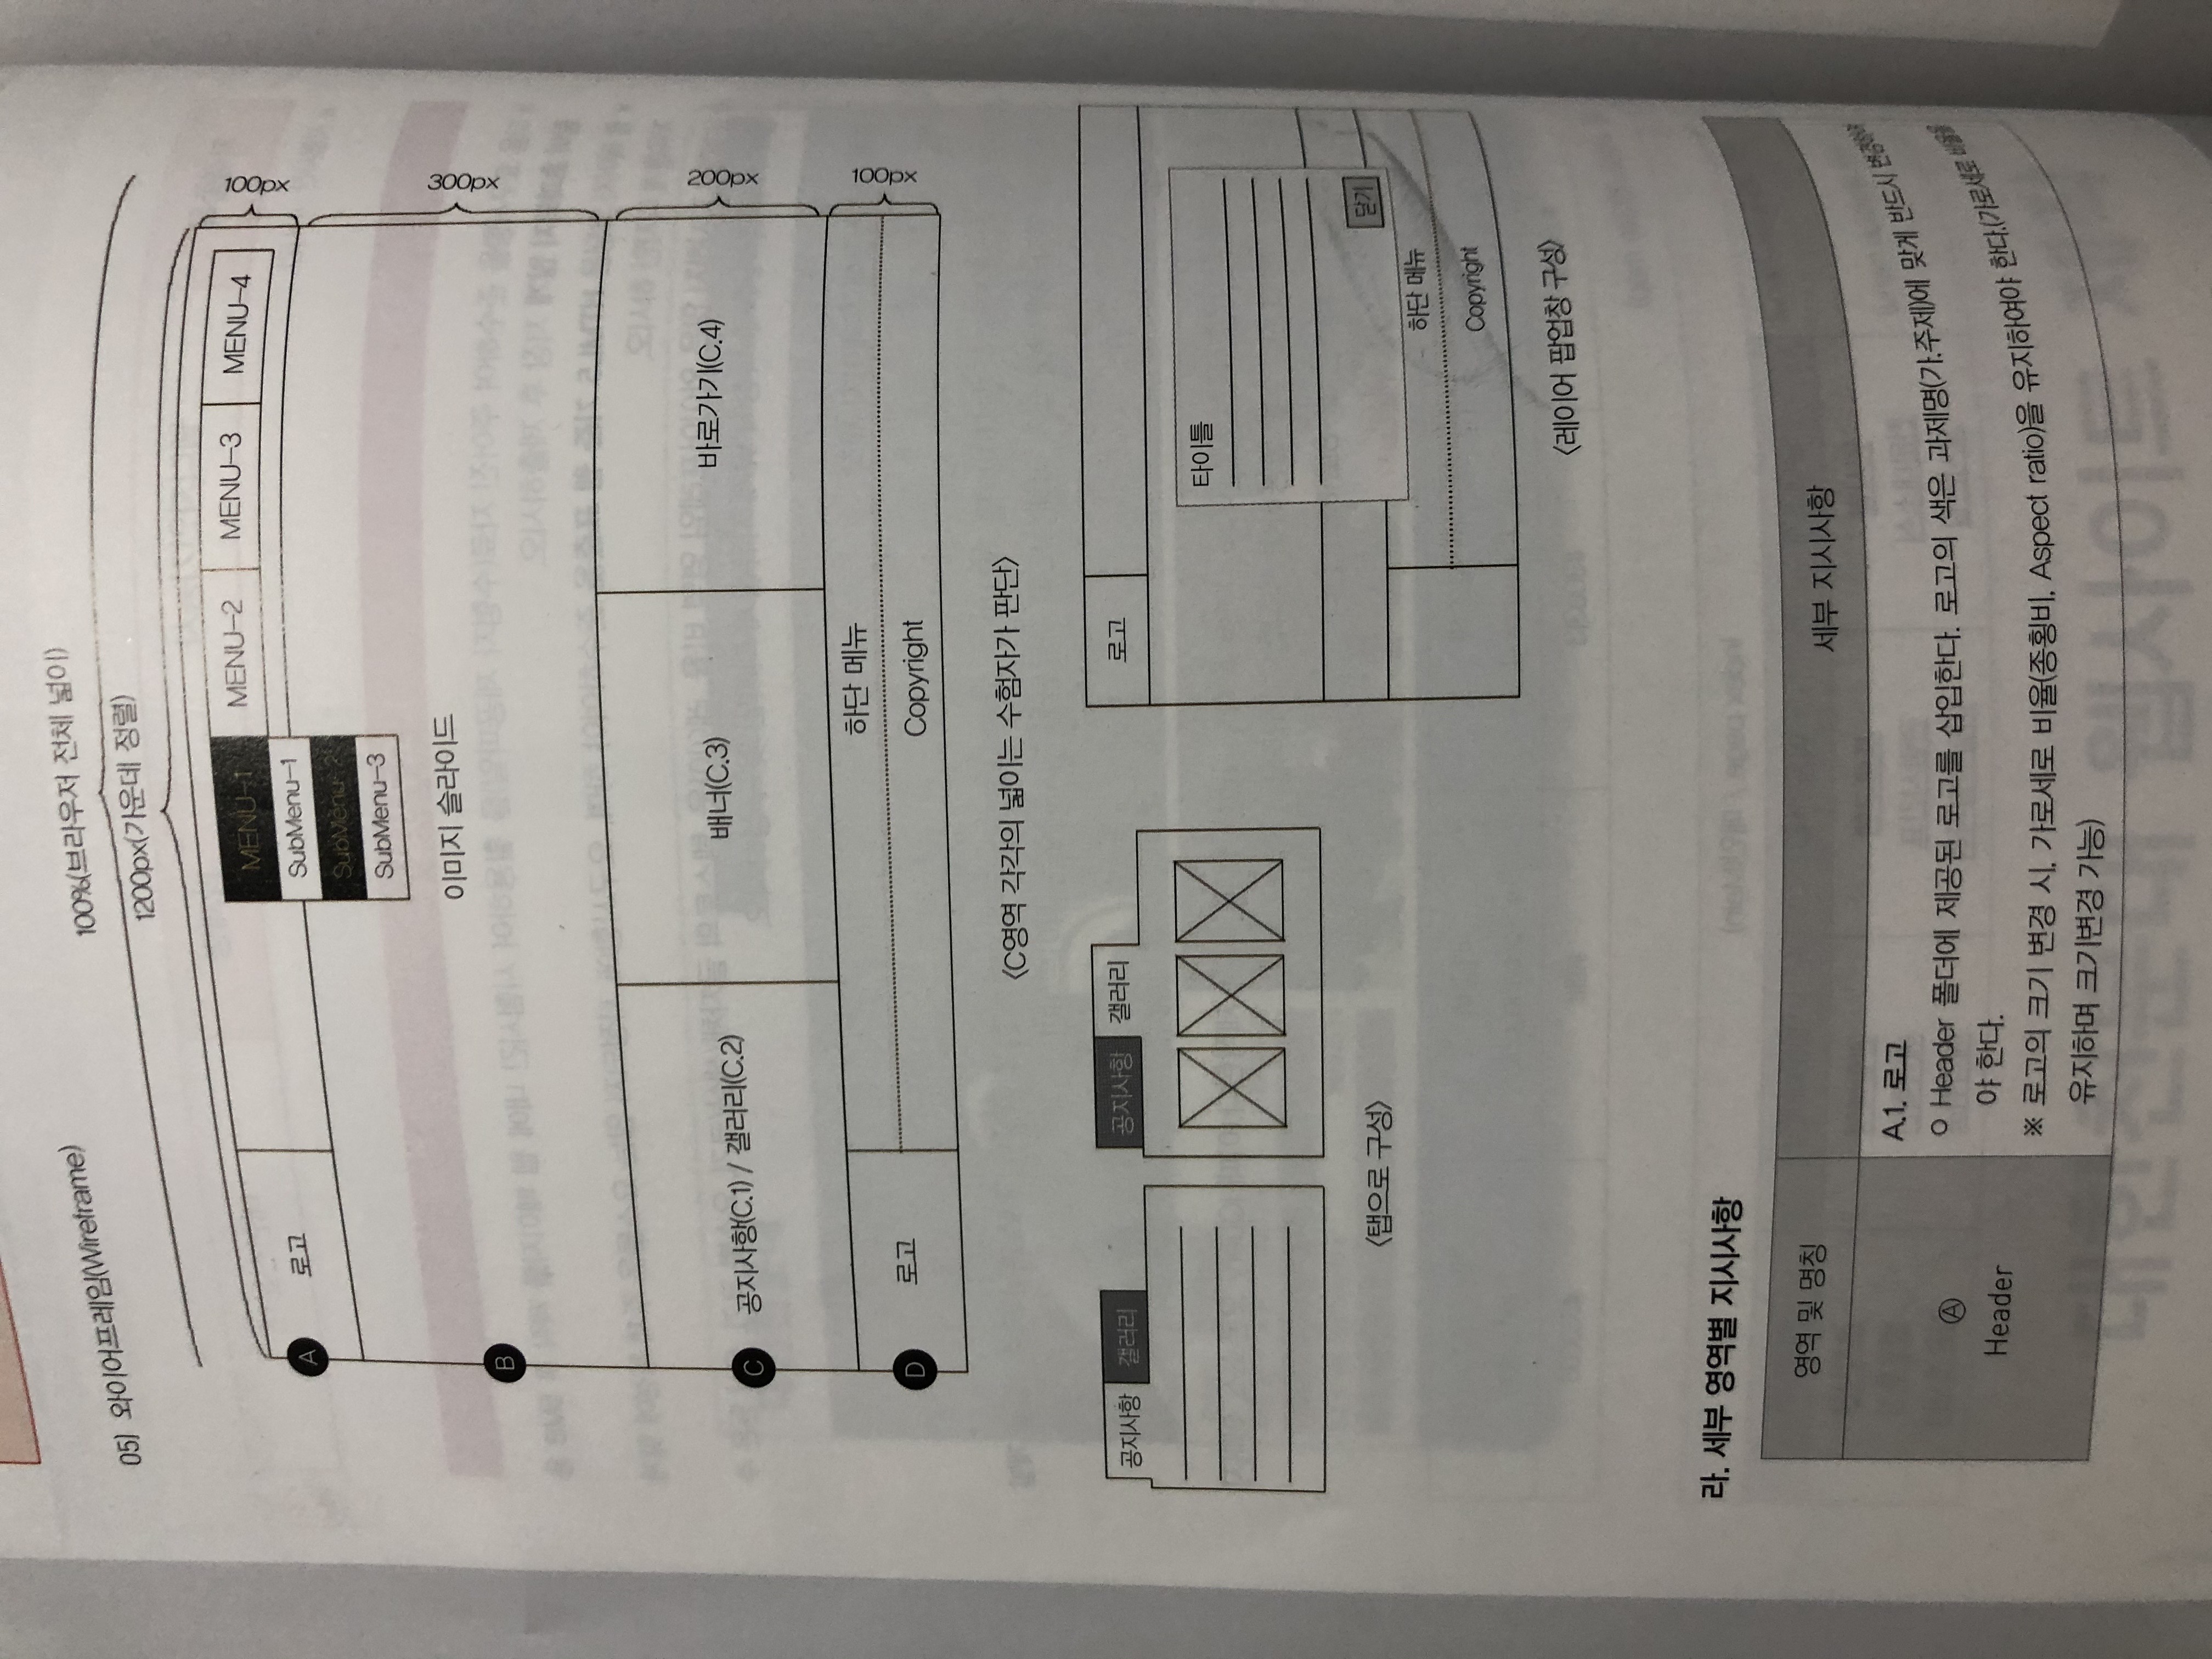 05) 와이어프레임(Wireframe)
100%(브라우저 전체 넓이)
1200px(가운데 정렬)
A
로고
MENU-1
MENU-2
MENU-3
MENU-4
100px
SubMenu-1
SubMenu-2
SubMenu-3
B
이미지 슬라이드
300px
C
공지사항(C.1) / 갤러리(C.2)
배너(C.3)
바로가기(C.4)
200px
D
로고
하단 메뉴
Copyright
100px
〈C영역 각각의 넓이는 수험자가 판단〉
공지사항
갤러리
공지사항
갤러리
〈탭으로 구성〉
로고
타이틀
닫기
하단 메뉴
Copyright
〈레이어 팝업창 구성〉
라. 세부 영역별 지시사항
영역 및 명칭
세부 지시사항
Ⓐ
Header
A.1. 로고
○ Header 폴더에 제공된 로고를 삽입한다. 로고의 색은 과제명(가.주제)에 맞게 반드시 변경하여
야 한다.
※ 로고의 크기 변경 시, 가로세로 비율(종횡비, Aspect ratio)을 유지하여야 한다.(가로세로 비율을
유지하며 크기변경 가능)